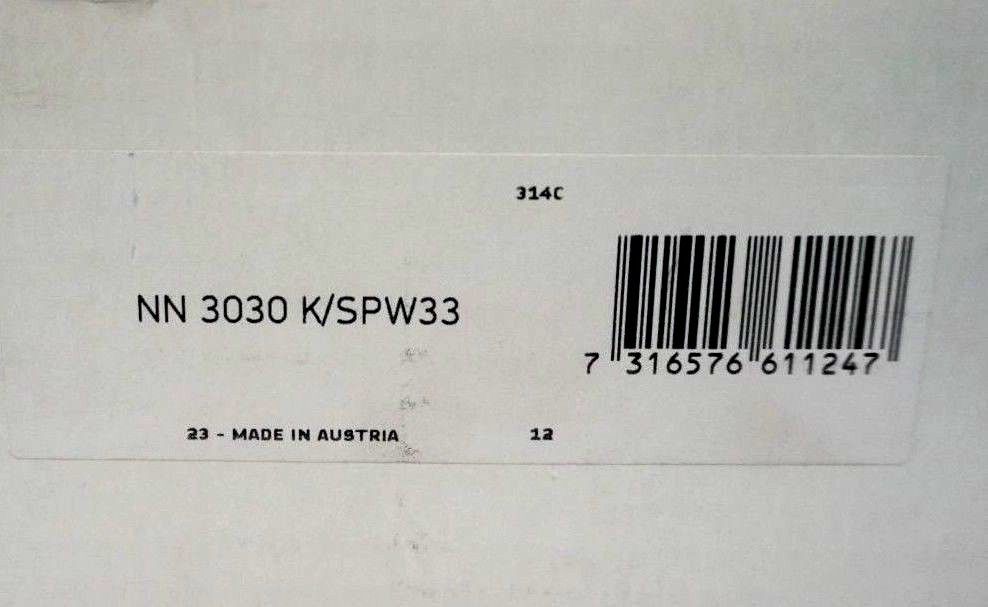 314C
NN 3030 K/SPW33
7 316576 611247
23 - MADE IN AUSTRIA
12